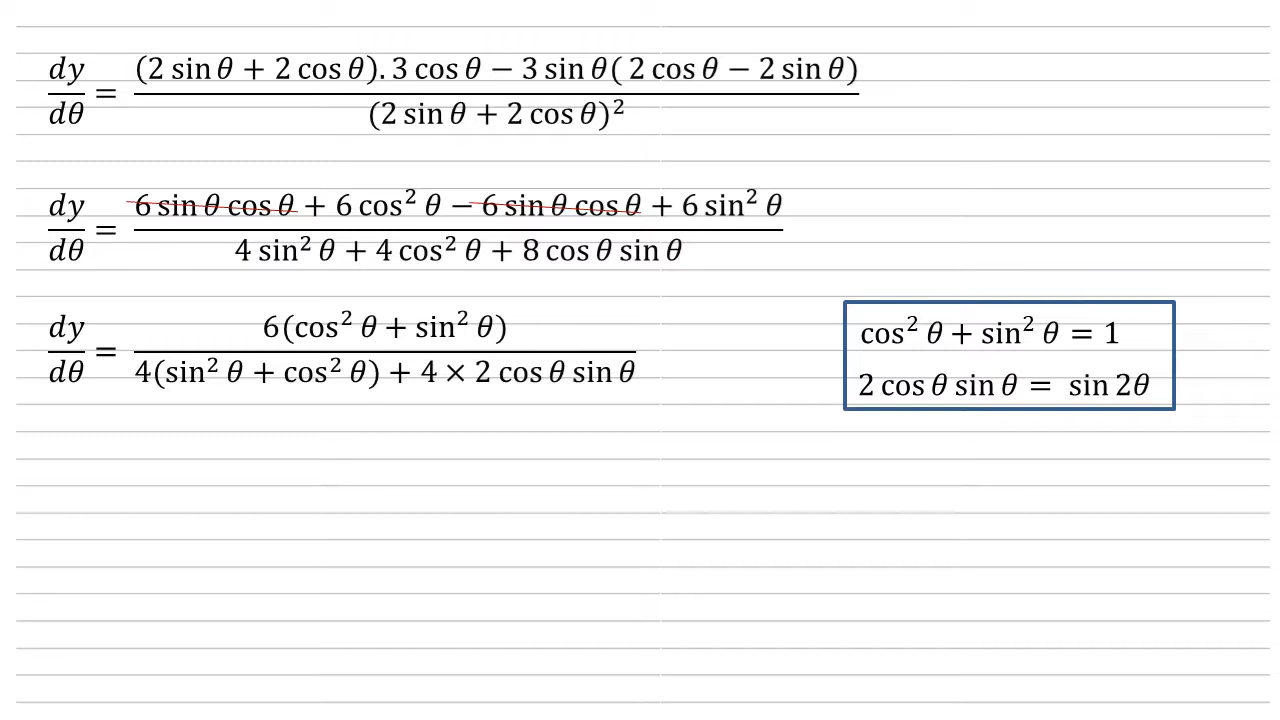 dy/dθ = (2 sin θ + 2 cos θ). 3 cos θ − 3 sin θ( 2 cos θ − 2 sin θ) / (2 sin θ + 2 cos θ)²
dy/dθ = 6 sin θ cos θ + 6 cos² θ − 6 sin θ cos θ + 6 sin² θ / 4 sin² θ + 4 cos² θ + 8 cos θ sin θ
dy/dθ = 6(cos² θ + sin² θ) / 4(sin² θ + cos² θ) + 4 × 2 cos θ sin θ
cos² θ + sin² θ = 1
2 cos θ sin θ = sin 2θ